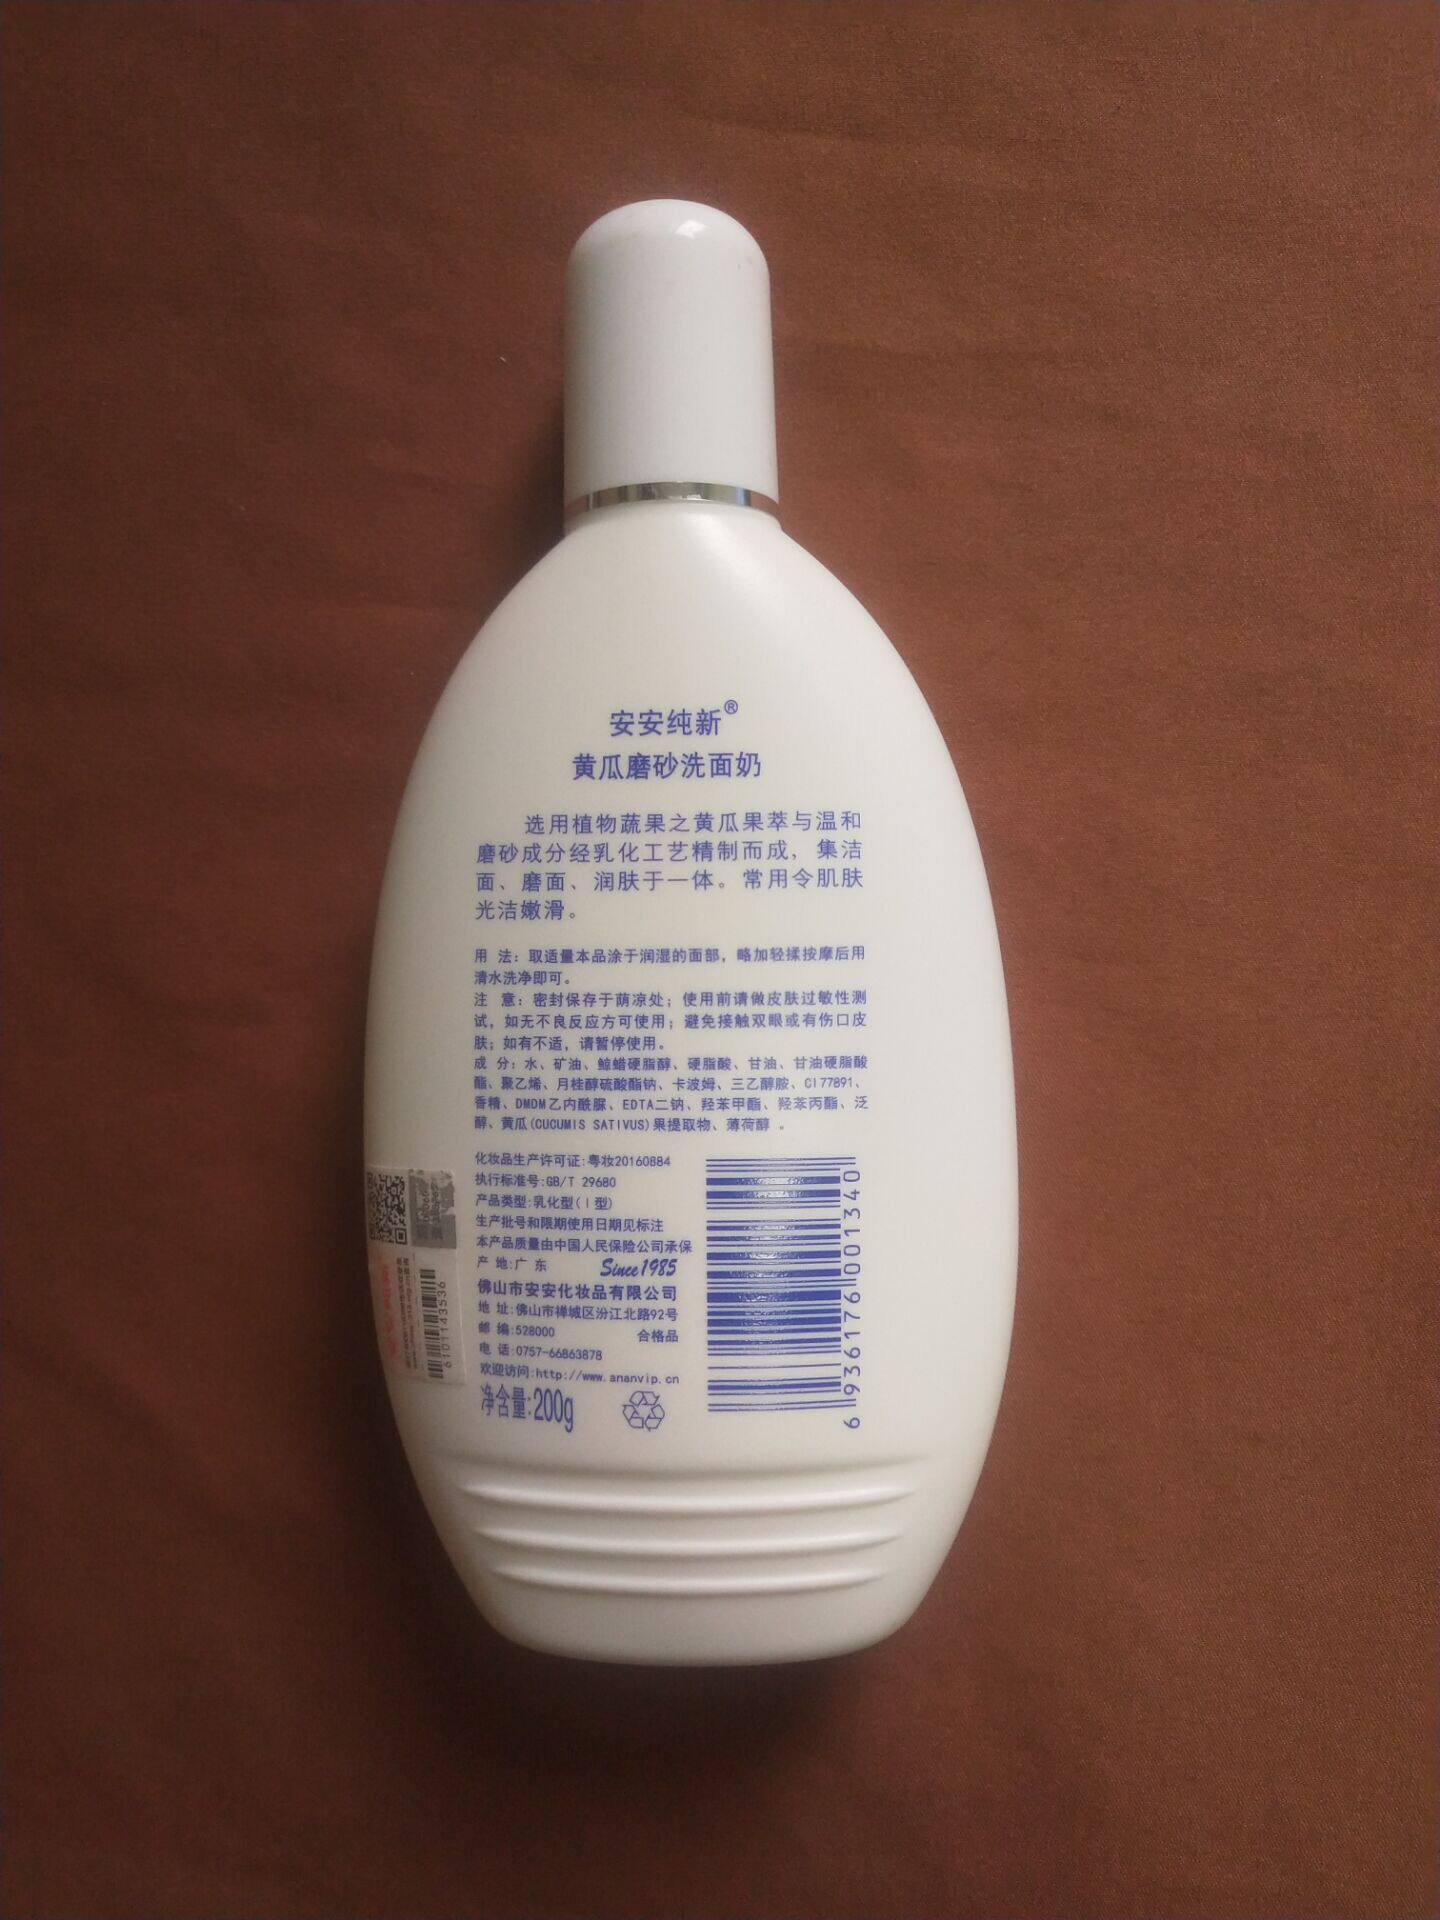 安安纯新®
黄瓜磨砂洗面奶
选用植物蔬果之黄瓜果萃与温和
磨砂成分经乳化工艺精制而成，集洁
面、磨面、润肤于一体。常用令肌肤
光洁嫩滑。
用 法：取适量本品涂于润湿的面部，略加轻揉按摩后用
清水洗净即可。
注 意：密封保存于荫凉处；使用前请做皮肤过敏性测
试，如无不良反应方可使用；避免接触双眼或有伤口皮
肤；如有不适，请暂停使用。
成 分：水、矿油、鲸蜡硬脂醇、硬脂酸、甘油、甘油硬脂酸
酯、聚乙烯、月桂醇硫酸酯钠、卡波姆、三乙醇胺、CI 77891、
香精、DMDM乙内酰脲、EDTA二钠、羟苯甲酯、羟苯丙酯、泛
醇、黄瓜(CUCUMIS SATIVUS)果提取物、薄荷醇 。
化妆品生产许可证：粤妆20160884
执行标准号：GB/T 29680
产品类型：乳化型(Ⅰ型)
生产批号和限期使用日期见标注
本产品质量由中国人民保险公司承保
产 地：广 东
Since1985
佛山市安安化妆品有限公司
地 址：佛山市禅城区汾江北路92号
邮 编：528000
合格品
电 话：0757-66863878
欢迎访问：http://www.ananvip.cn
净含量：200g
6 936176 001340
6101143536